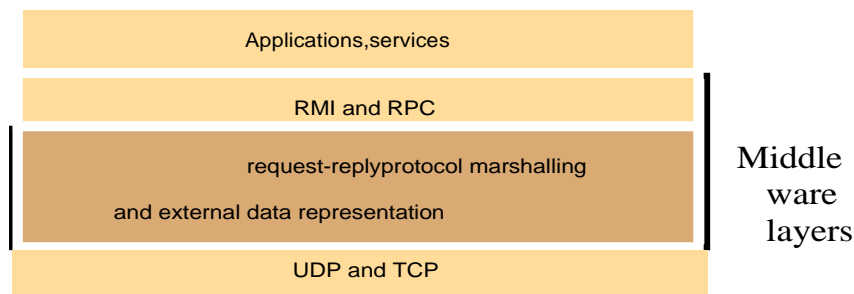 Applications,services
RMI and RPC
request-replyprotocol marshalling
and external data representation
UDP and TCP
Middle
ware
layers